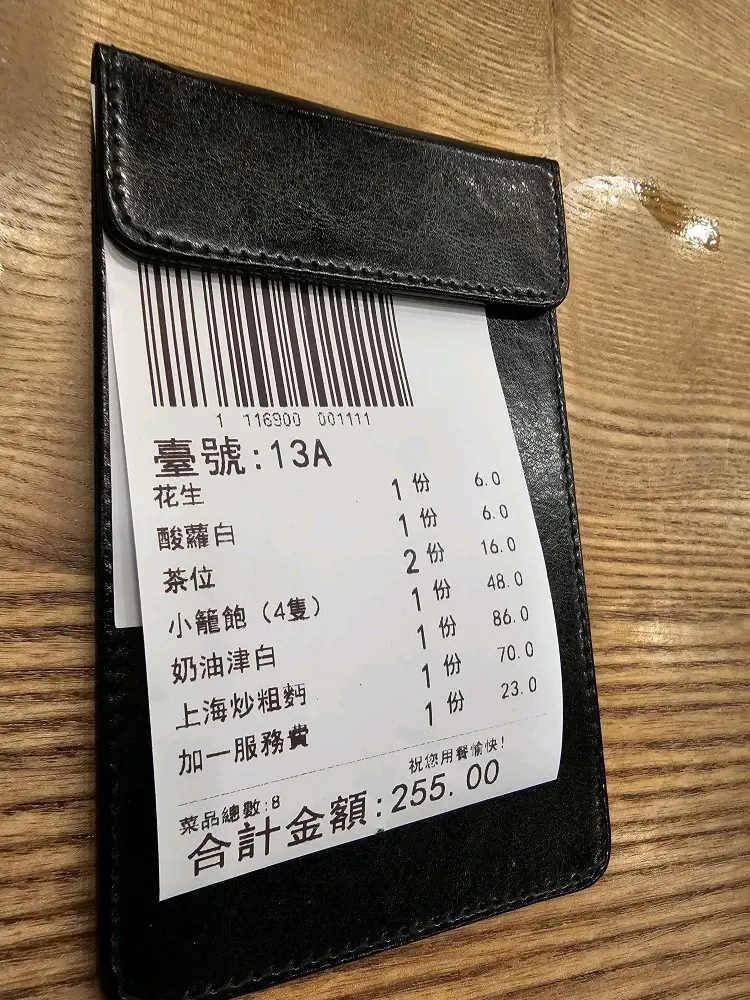 1 116900 001111
臺號:13A
花生 1 份 6.0
酸蘿白 1 份 6.0
茶位 2 份 16.0
小籠飽（4隻） 1 份 48.0
奶油津白 1 份 86.0
上海炒粗麪 1 份 70.0
加一服務費 1 份 23.0
祝您用餐愉快!
菜品總數:8
合計金額:255.00